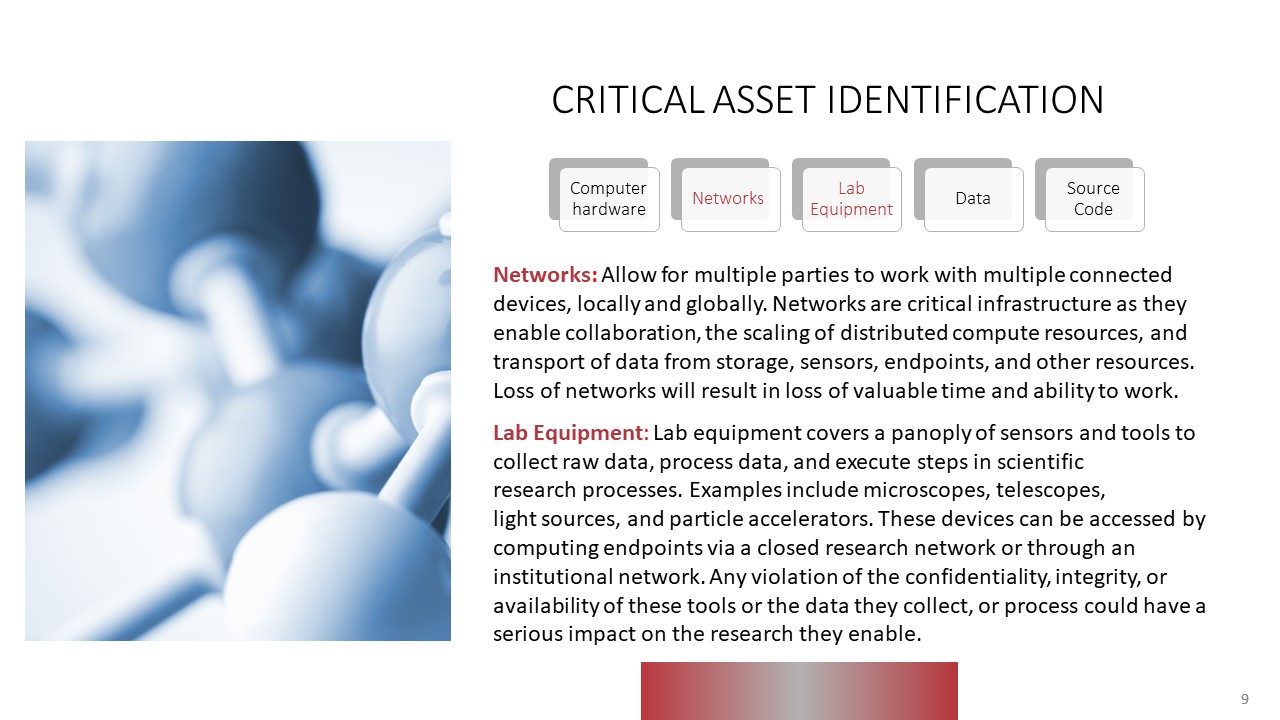 CRITICAL ASSET IDENTIFICATION
Computer
hardware
Networks
Lab
Equipment
Data
Source
Code
Networks: Allow for multiple parties to work with multiple connected
devices, locally and globally. Networks are critical infrastructure as they
enable collaboration, the scaling of distributed compute resources, and
transport of data from storage, sensors, endpoints, and other resources.
Loss of networks will result in loss of valuable time and ability to work.
Lab Equipment: Lab equipment covers a panoply of sensors and tools to
collect raw data, process data, and execute steps in scientific
research processes. Examples include microscopes, telescopes,
light sources, and particle accelerators. These devices can be accessed by
computing endpoints via a closed research network or through an
institutional network. Any violation of the confidentiality, integrity, or
availability of these tools or the data they collect, or process could have a
serious impact on the research they enable.
9